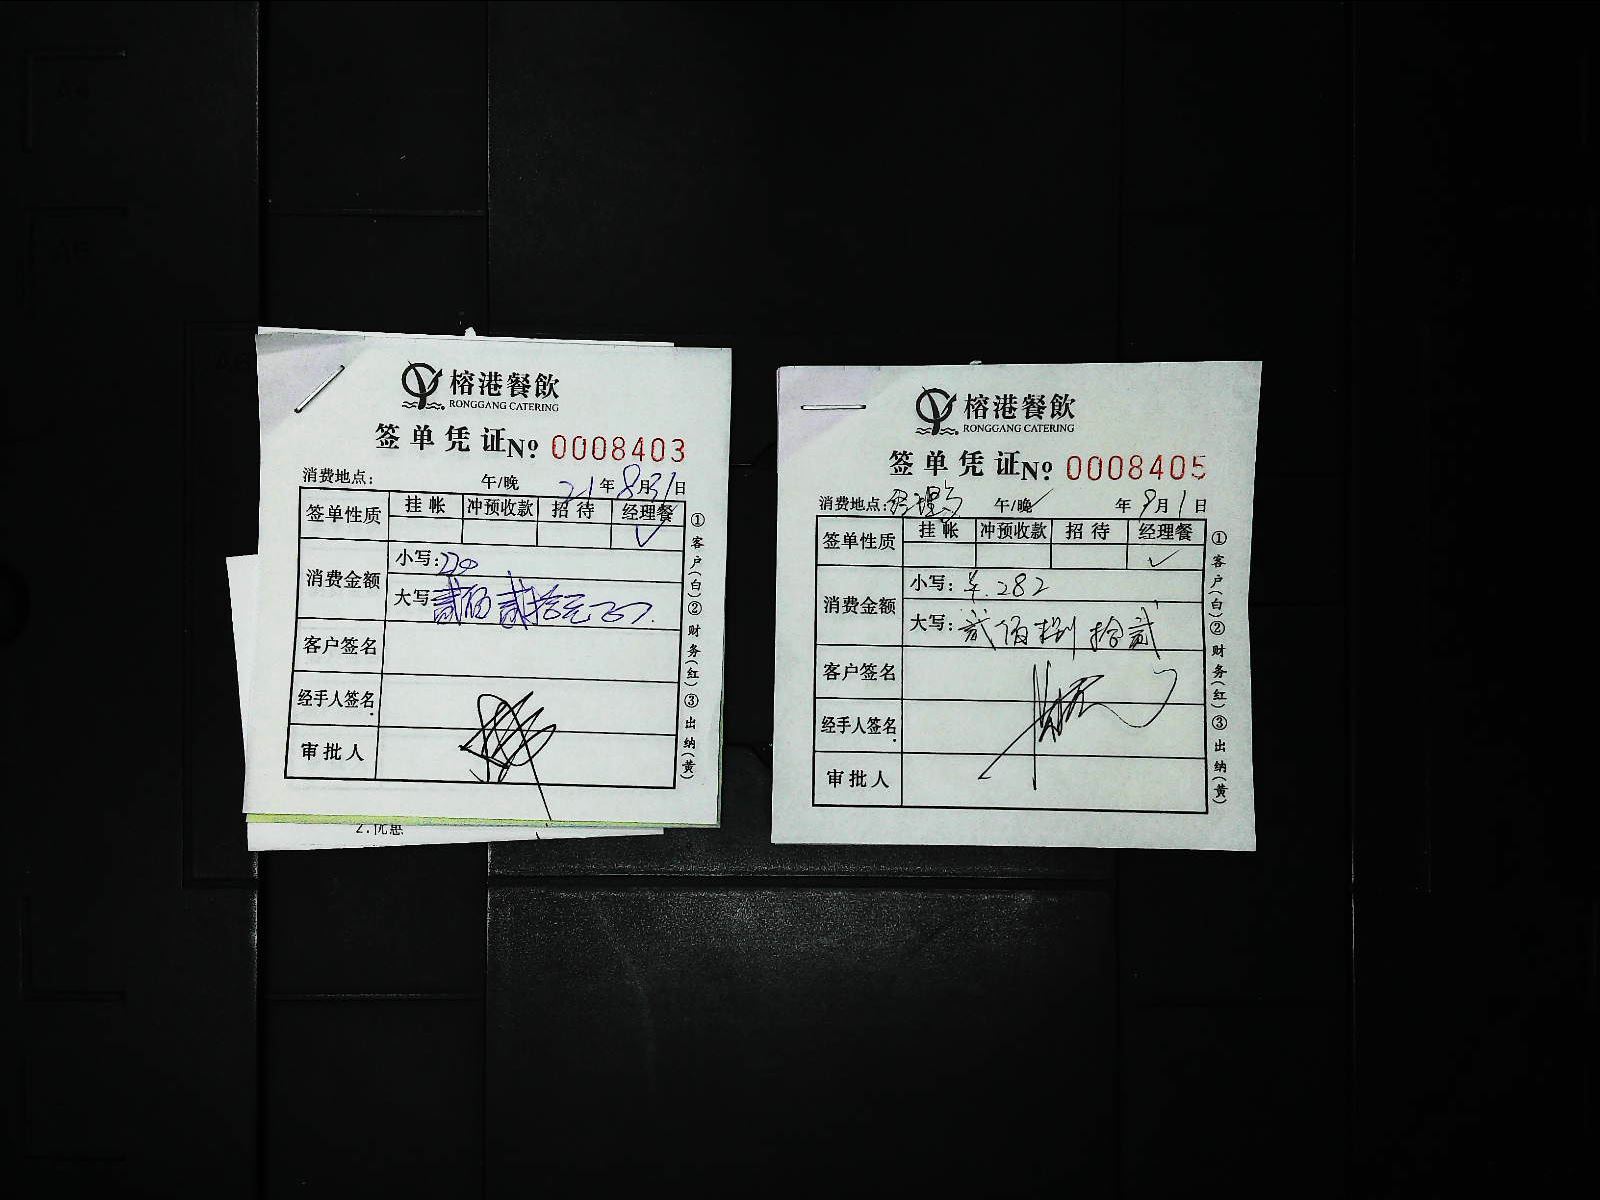 榕港餐飲
RONGGANG CATERING
签单凭证№ 0008403
消费地点: 午/晚 21年8月31日
签单性质 挂帐 冲预收款 招待 经理餐
✓
消费金额 小写:220
大写:贰佰贰拾元
客户签名
经手人签名
审批人
①客户(白)②财务(红)③出纳(黄)
2.优惠
榕港餐飲
RONGGANG CATERING
签单凭证№ 0008405
消费地点:经理 午/晚 年9月1日
签单性质 挂帐 冲预收款 招待 经理餐
✓
消费金额 小写:¥.282
大写:贰佰捌拾贰
客户签名
经手人签名
审批人
①客户(白)②财务(红)③出纳(黄)